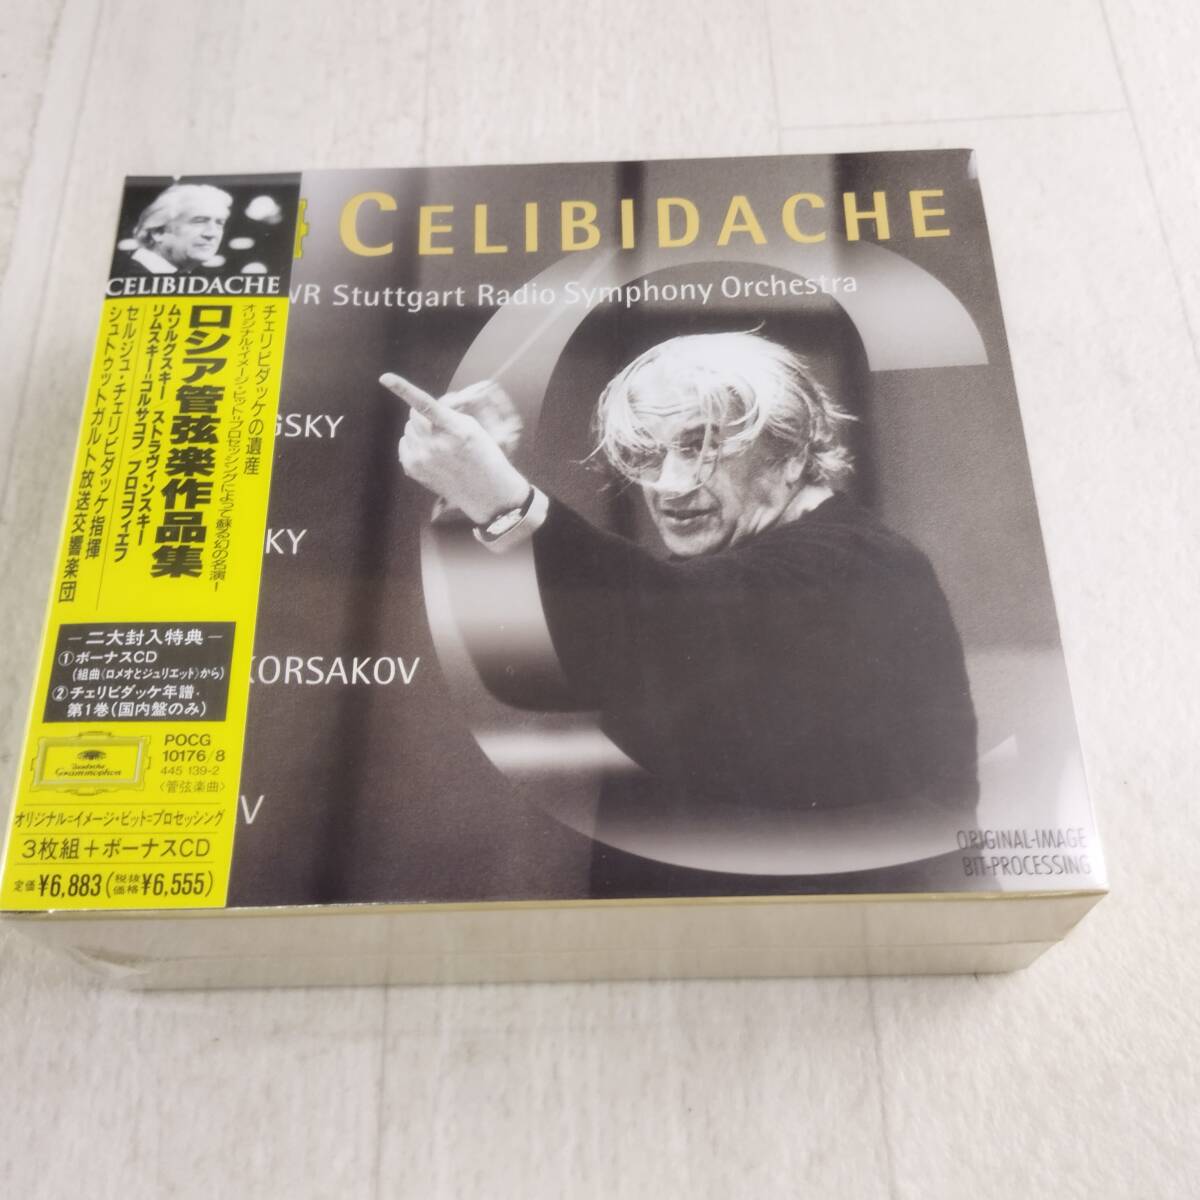 CELIBIDACHE
チェリビダッケの遺産
オリジナル=イメージ・ビット=プロセッシングによって蘇る幻の名演!
ロシア管弦楽作品集
ムソルグスキー ストラヴィンスキー
リムスキー=コルサコフ プロコフィエフ
セルジュ・チェリビダッケ指揮
シュトゥットガルト放送交響楽団
―二大封入特典―
①ボーナスCD
(組曲〈ロメオとジュリエット〉から)
②チェリビダッケ年譜・
第1巻(国内盤のみ)
Deutsche
Grammophon
POCG
10176/8
445 139-2
〈管弦楽曲〉
オリジナル=イメージ・ビット=プロセッシング
3枚組+ボーナスCD
定価¥6,883(税抜価格¥6,555)
4 CELIBIDACHE
WR Stuttgart Radio Symphony Orchestra
GSKY
KY
KORSAKOV
V
ORIGINAL-IMAGE
BIT-PROCESSING